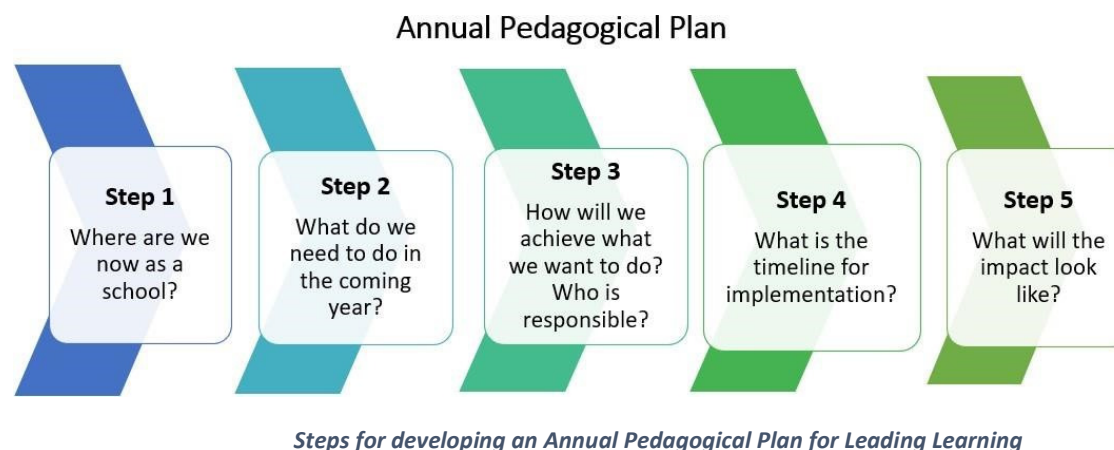 Annual Pedagogical Plan
Step 1
Where are we
now as a
school?
Step 2
What do we
need to do in
the coming
year?
Step 3
How will we
achieve what
we want to do?
Who is
responsible?
Step 4
What is the
timeline for
implementation?
Step 5
What will the
impact look
like?
Steps for developing an Annual Pedagogical Plan for Leading Learning